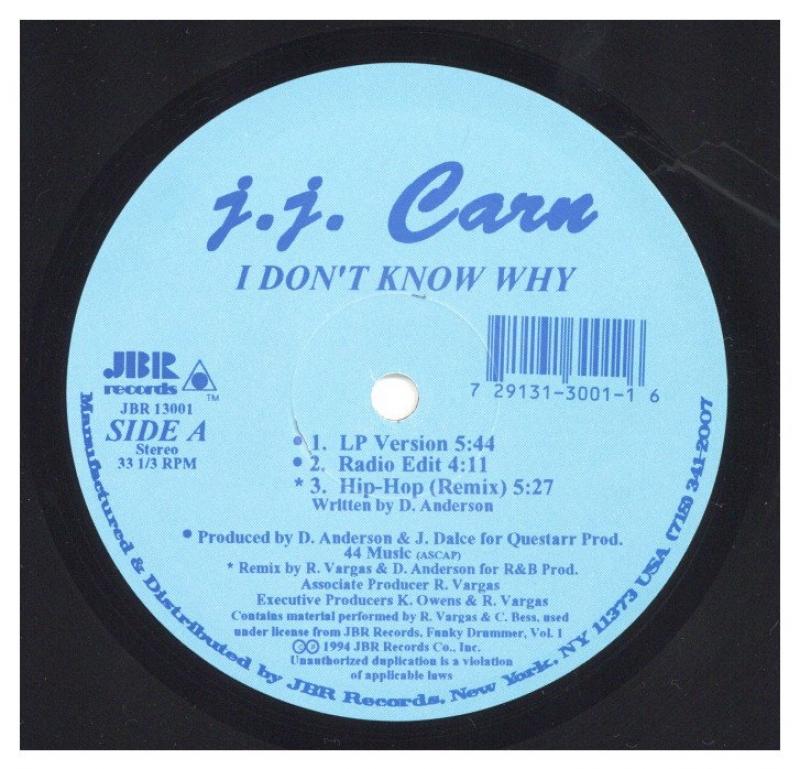 j.j. Carn
I DON'T KNOW WHY
7 29131-3001-1 6
JBR
records
TM
JBR 13001
SIDE A
Stereo
33 1/3 RPM
• 1. LP Version 5:44
• 2. Radio Edit 4:11
* 3. Hip-Hop (Remix) 5:27
Written by D. Anderson
• Produced by D. Anderson & J. Dalce for Questarr Prod.
44 Music (ASCAP)
* Remix by R. Vargas & D. Anderson for R&B Prod.
Associate Producer R. Vargas
Executive Producers K. Owens & R. Vargas
Contains material performed by R. Vargas & C. Bess, used
under license from JBR Records, Funky Drummer, Vol. 1
©℗ 1994 JBR Records Co., Inc.
Unauthorized duplication is a violation
of applicable laws
Manufactured & Distributed by JBR Records, New York, NY 11373 USA (718) 341-2007